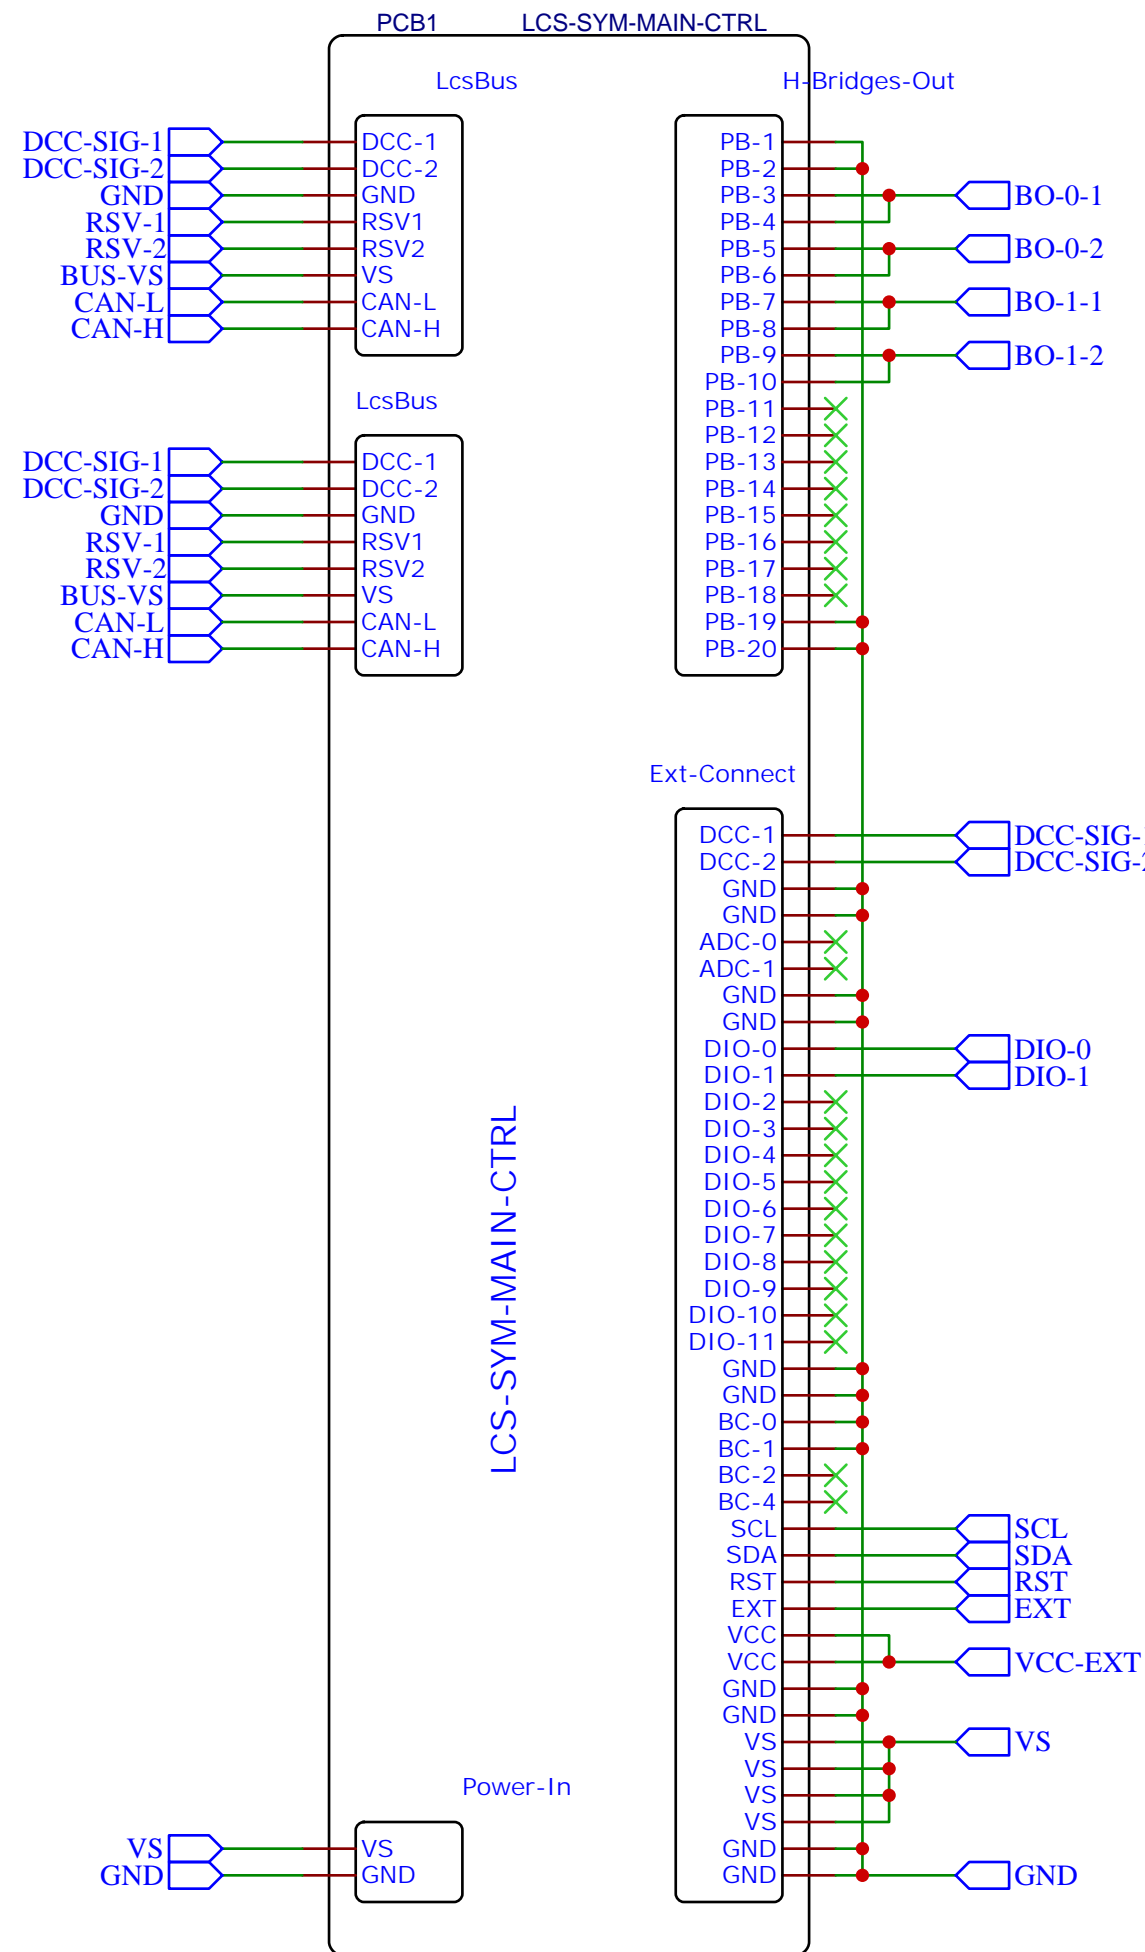 PCB1 LCS-SYM-MAIN-CTRL
LcsBus
DCC-SIG-1 DCC-1
DCC-SIG-2 DCC-2
GND GND
RSV-1 RSV1
RSV-2 RSV2
BUS-VS VS
CAN-L CAN-L
CAN-H CAN-H
LcsBus
DCC-SIG-1 DCC-1
DCC-SIG-2 DCC-2
GND GND
RSV-1 RSV1
RSV-2 RSV2
BUS-VS VS
CAN-L CAN-L
CAN-H CAN-H
LCS-SYM-MAIN-CTRL
Power-In
VS VS
GND GND
H-Bridges-Out
PB-1
PB-2
PB-3 BO-0-1
PB-4
PB-5 BO-0-2
PB-6
PB-7 BO-1-1
PB-8
PB-9 BO-1-2
PB-10
PB-11
PB-12
PB-13
PB-14
PB-15
PB-16
PB-17
PB-18
PB-19
PB-20
Ext-Connect
DCC-1 DCC-SIG-1
DCC-2 DCC-SIG-2
GND
GND
ADC-0
ADC-1
GND
GND
DIO-0 DIO-0
DIO-1 DIO-1
DIO-2
DIO-3
DIO-4
DIO-5
DIO-6
DIO-7
DIO-8
DIO-9
DIO-10
DIO-11
GND
GND
BC-0
BC-1
BC-2
BC-4
SCL SCL
SDA SDA
RST RST
EXT EXT
VCC
VCC VCC-EXT
GND
GND
VS VS
VS
VS
VS
GND
GND GND